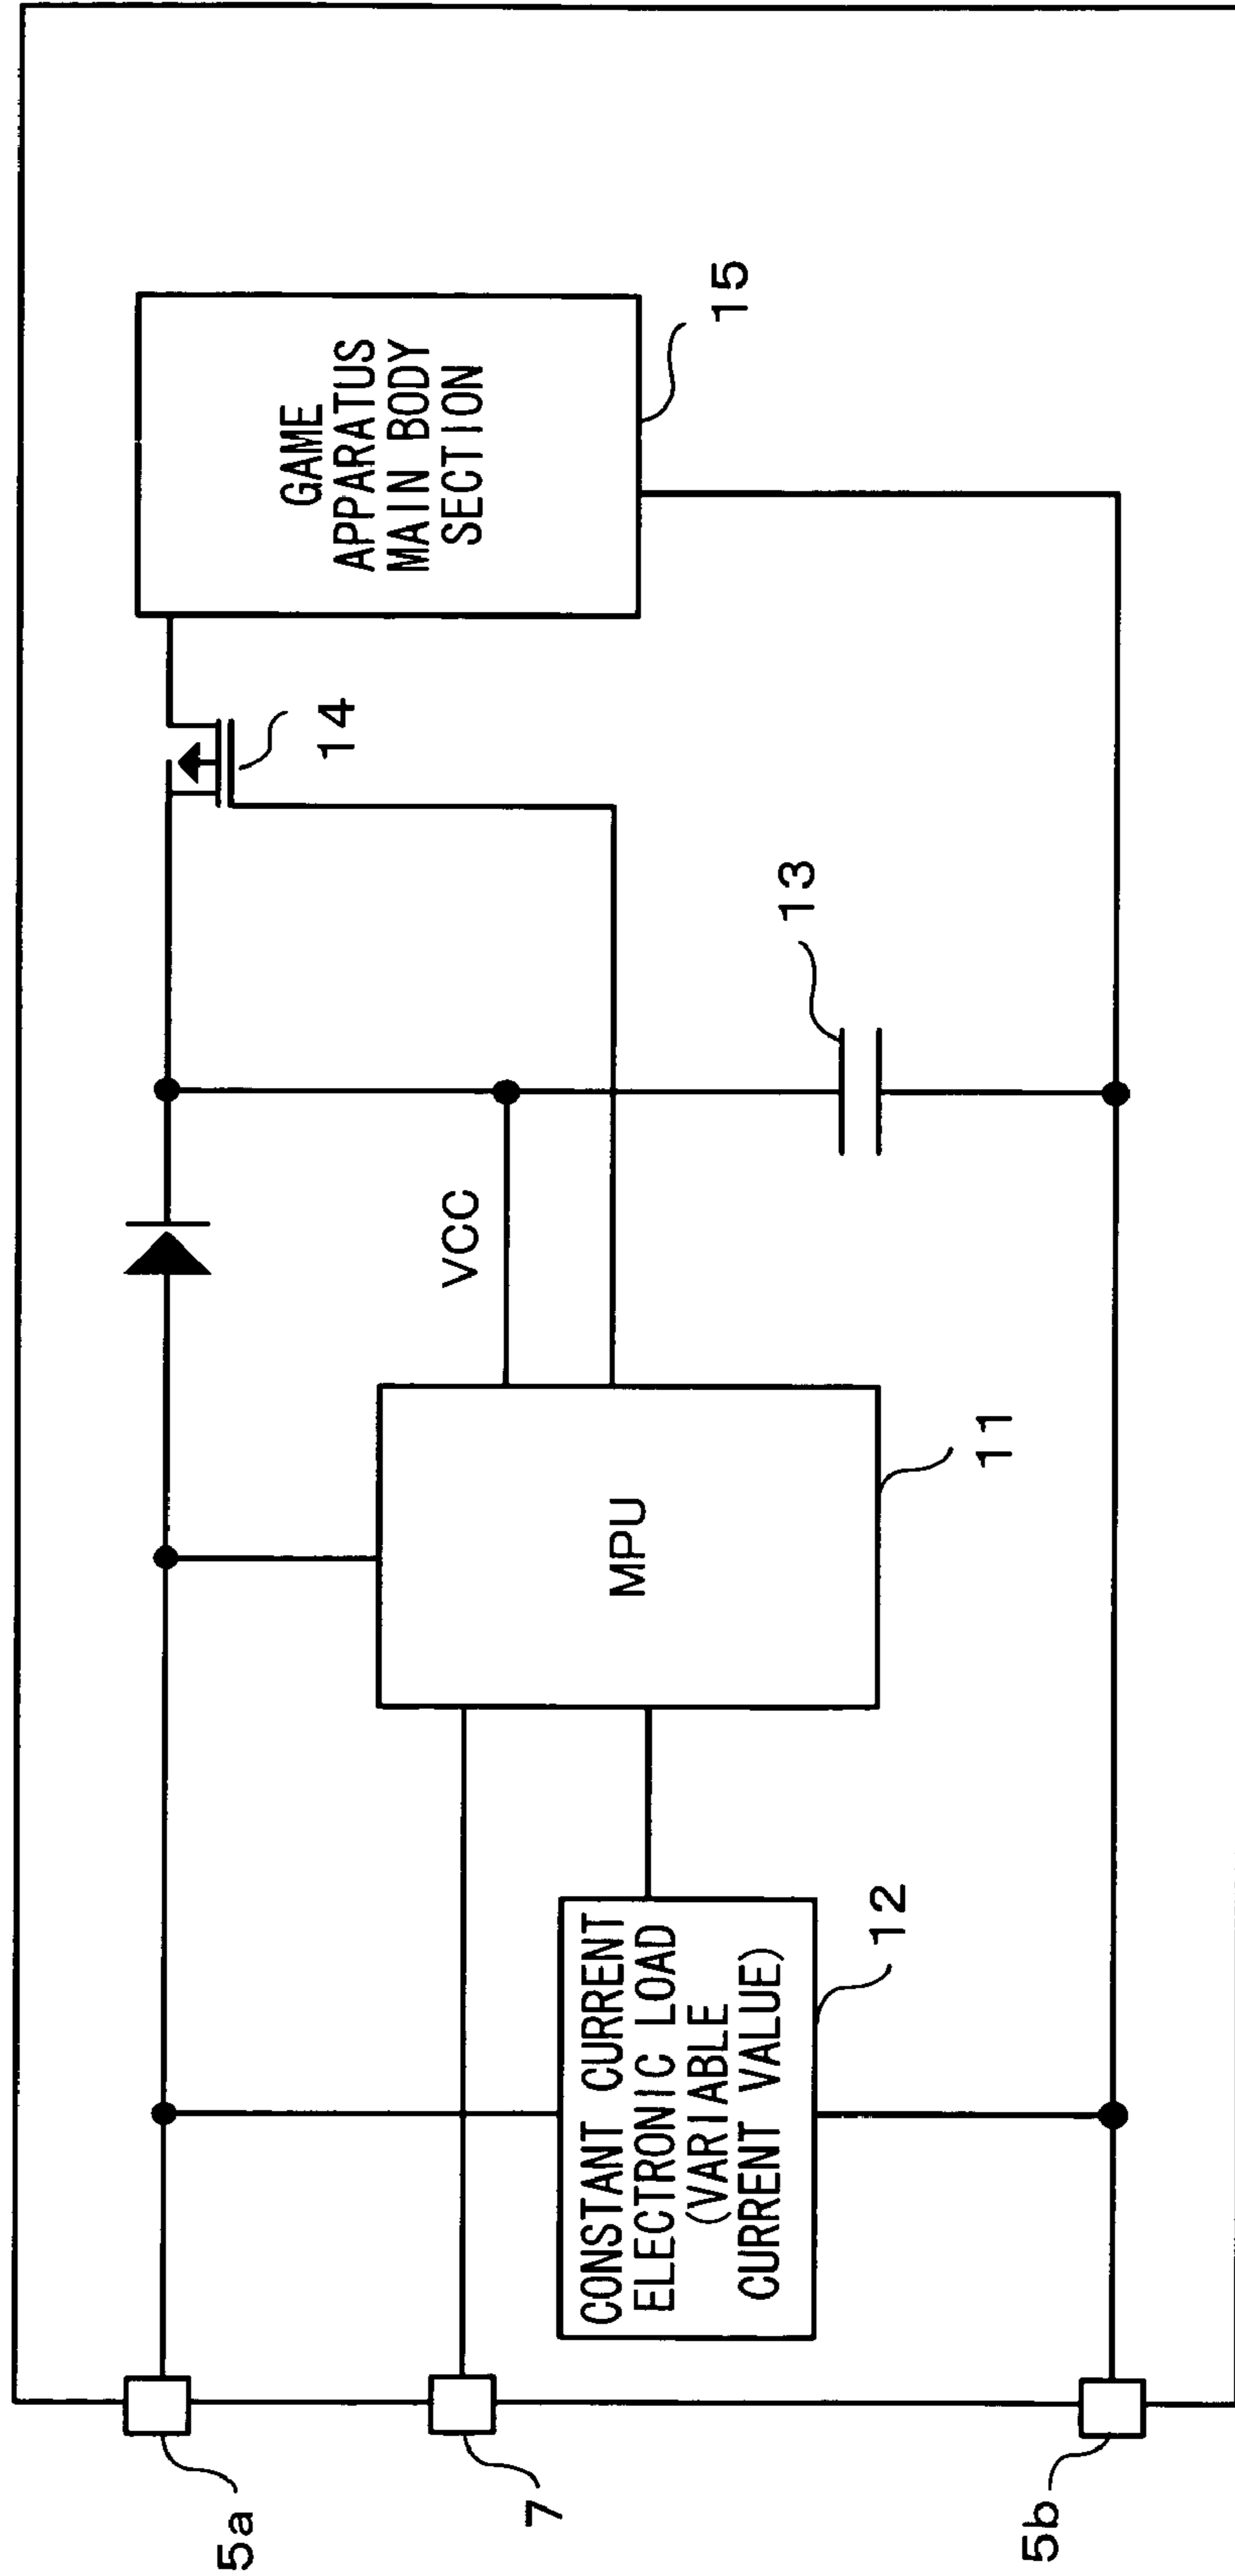 5a
7
5b
CONSTANT CURRENT
ELECTRONIC LOAD
(VARIABLE
CURRENT VALUE)
12
MPU
11
VCC
13
14
GAME
APPARATUS
MAIN BODY
SECTION
15